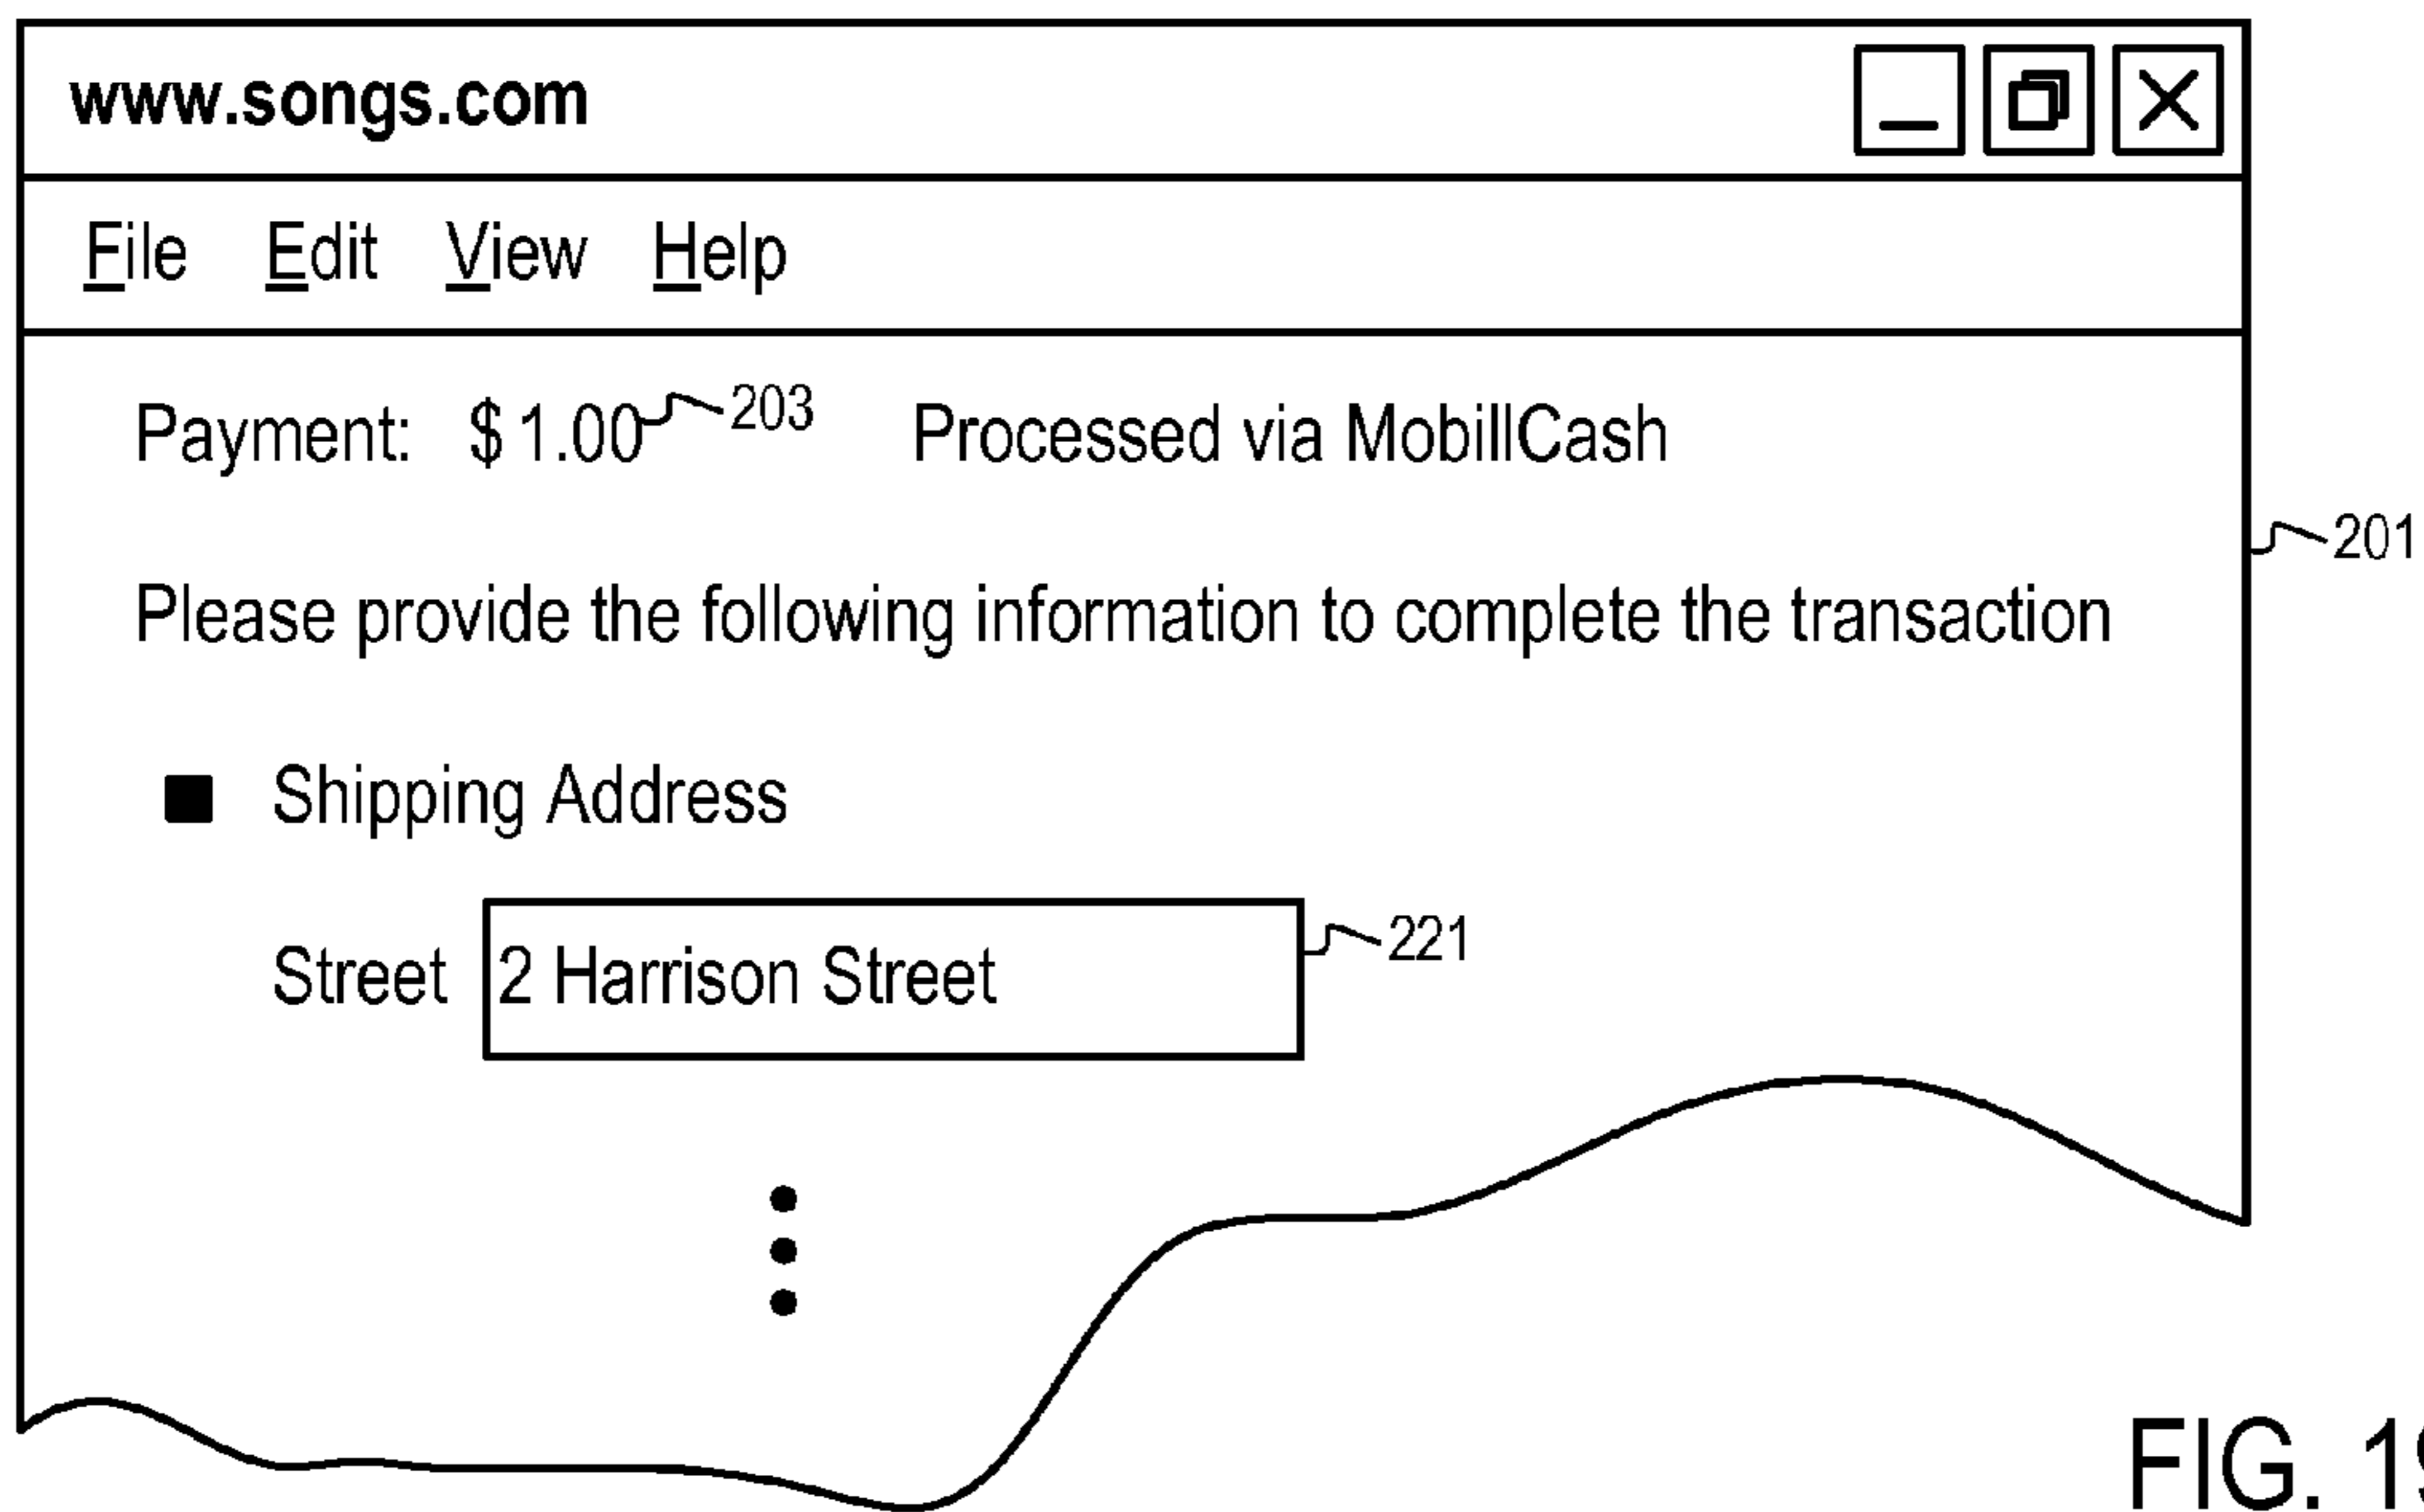 www.songs.com
File Edit View Help
Payment: $ 1.00 203 Processed via MobillCash
201
Please provide the following information to complete the transaction
Shipping Address
Street 2 Harrison Street 221
FIG. 19